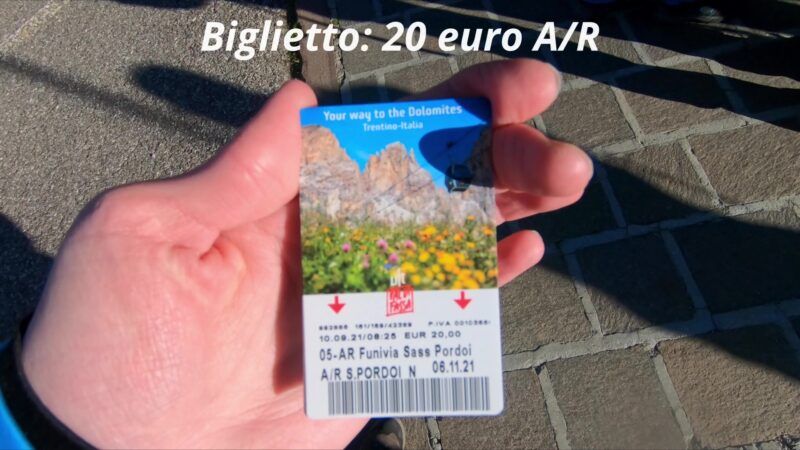 Biglietto: 20 euro A/R
Your way to the Dolomites
Trentino-Italia
lift
10.09.21/08:25 EUR 20,00
05-AR Funivia Sass Pordoi
A/R S.PORDOI N 06.11.21